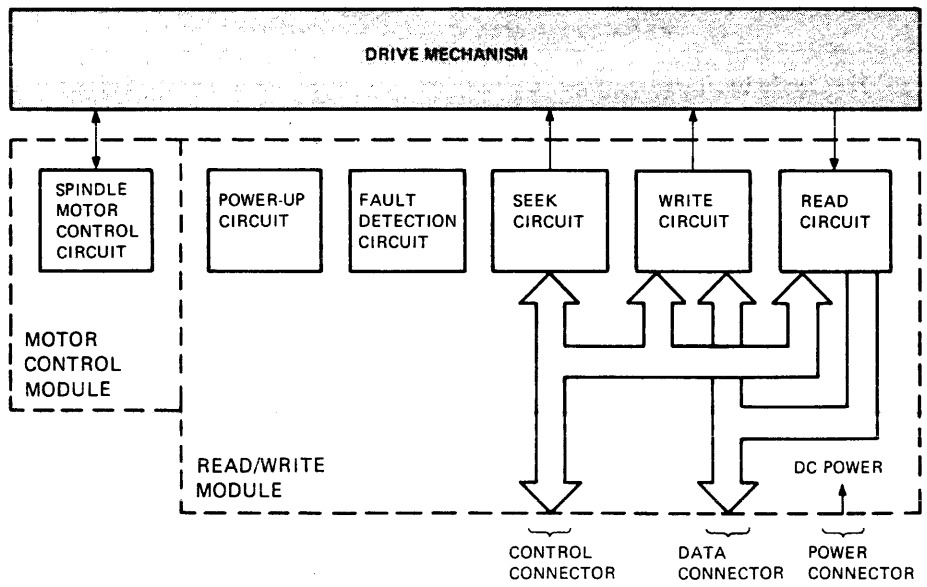 DRIVE MECHANISM
SPINDLE
MOTOR
CONTROL
CIRCUIT
POWER-UP
CIRCUIT
FAULT
DETECTION
CIRCUIT
SEEK
CIRCUIT
WRITE
CIRCUIT
READ
CIRCUIT
MOTOR
CONTROL
MODULE
READ/WRITE
MODULE
DC POWER
CONTROL
CONNECTOR
DATA
CONNECTOR
POWER
CONNECTOR